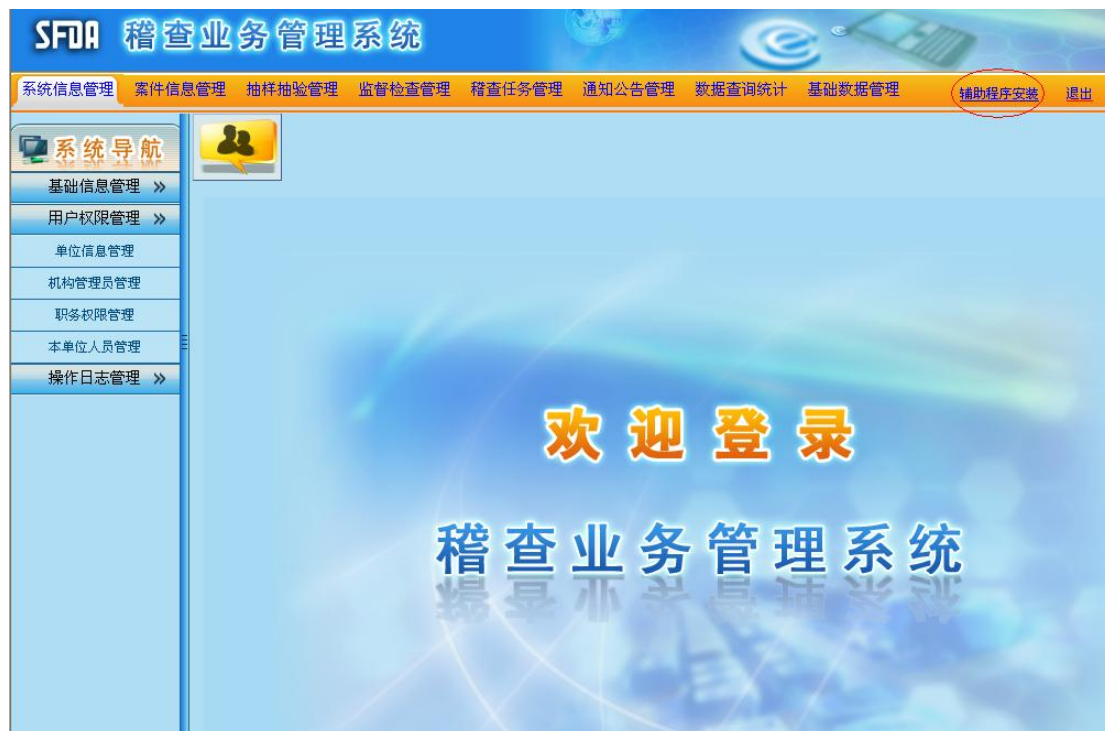 SFDA 稽查业务管理系统
系统信息管理 案件信息管理 抽样抽验管理 监督检查管理 稽查任务管理 通知公告管理 数据查询统计 基础数据管理 辅助程序安装 退出
系统导航
基础信息管理 »
用户权限管理 »
单位信息管理
机构管理员管理
职务权限管理
本单位人员管理
操作日志管理 »
欢迎登录
稽查业务管理系统